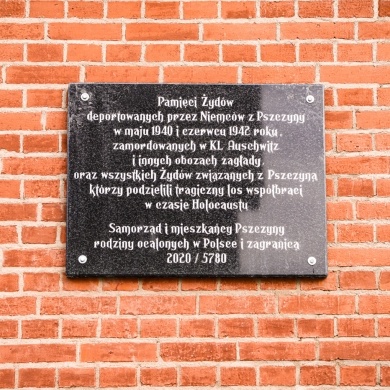 Pamięci Żydów
deportowanych przez Niemców z Pszczyny
w maju 1940 i czerwcu 1942 roku,
zamordowanych w KL Auschwitz
i innych obozach zagłady,
oraz wszystkich Żydów związanych z Pszczyną
którzy podzielili tragiczny los współbraci
w czasie Holocaustu
Samorząd i mieszkańcy Pszczyny
rodziny ocalonych w Polsce i zagranicą
2020 / 5780